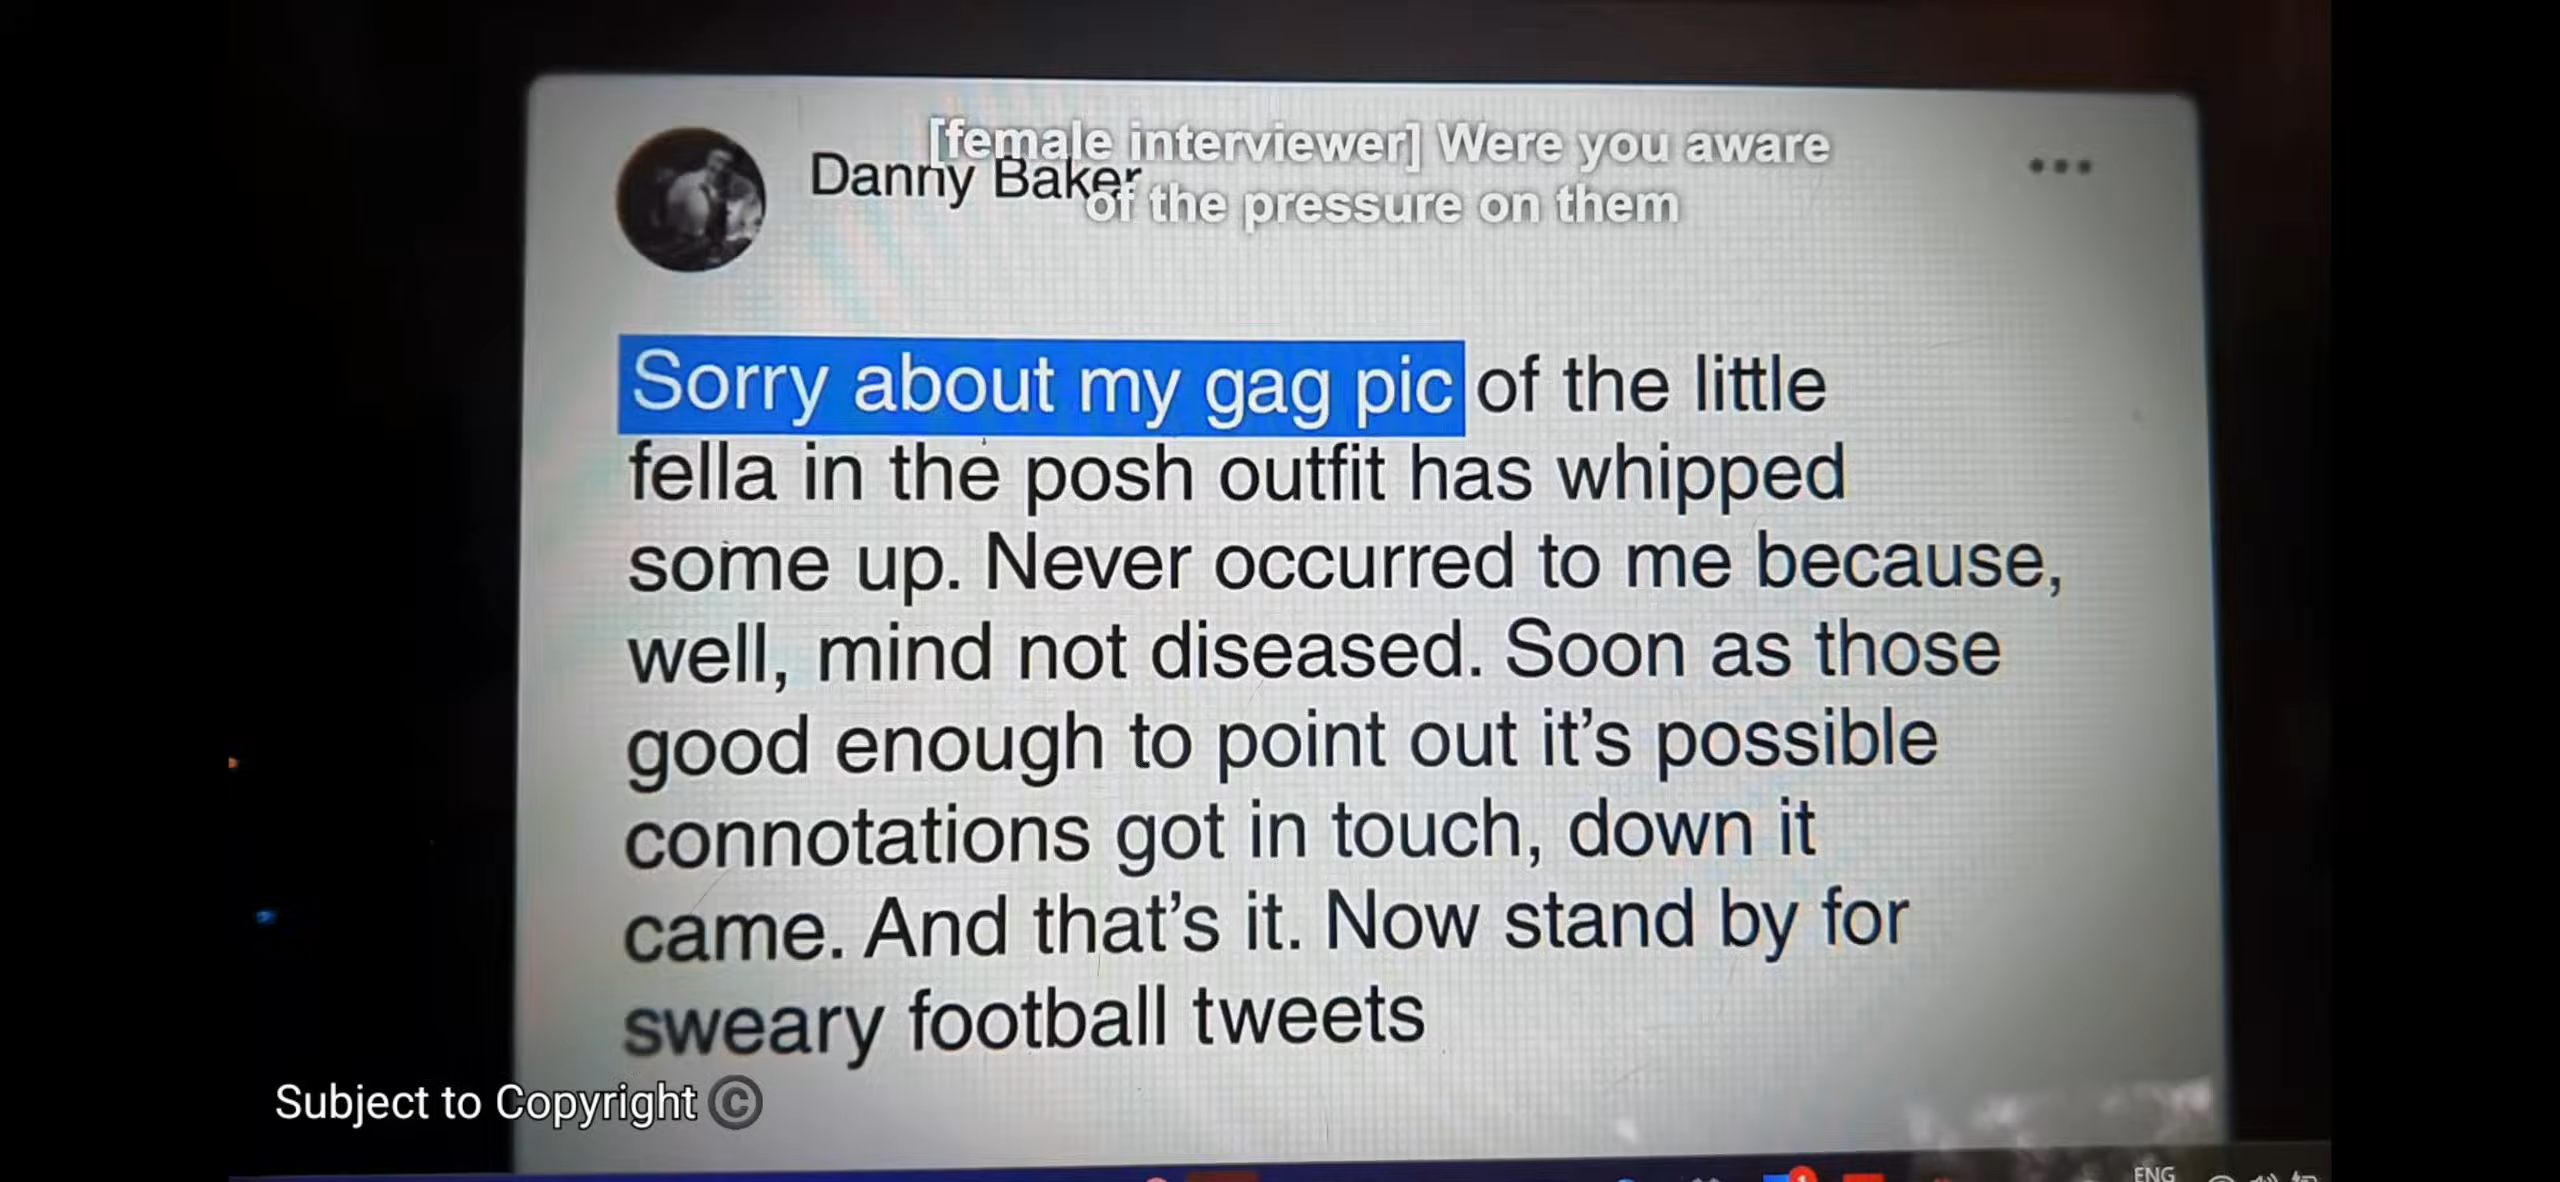 [female interviewer] Were you aware
of the pressure on them
Danny Baker
Sorry about my gag pic of the little
fella in the posh outfit has whipped
some up. Never occurred to me because,
well, mind not diseased. Soon as those
good enough to point out it's possible
connotations got in touch, down it
came. And that's it. Now stand by for
sweary football tweets
Subject to Copyright ©
1
ENG